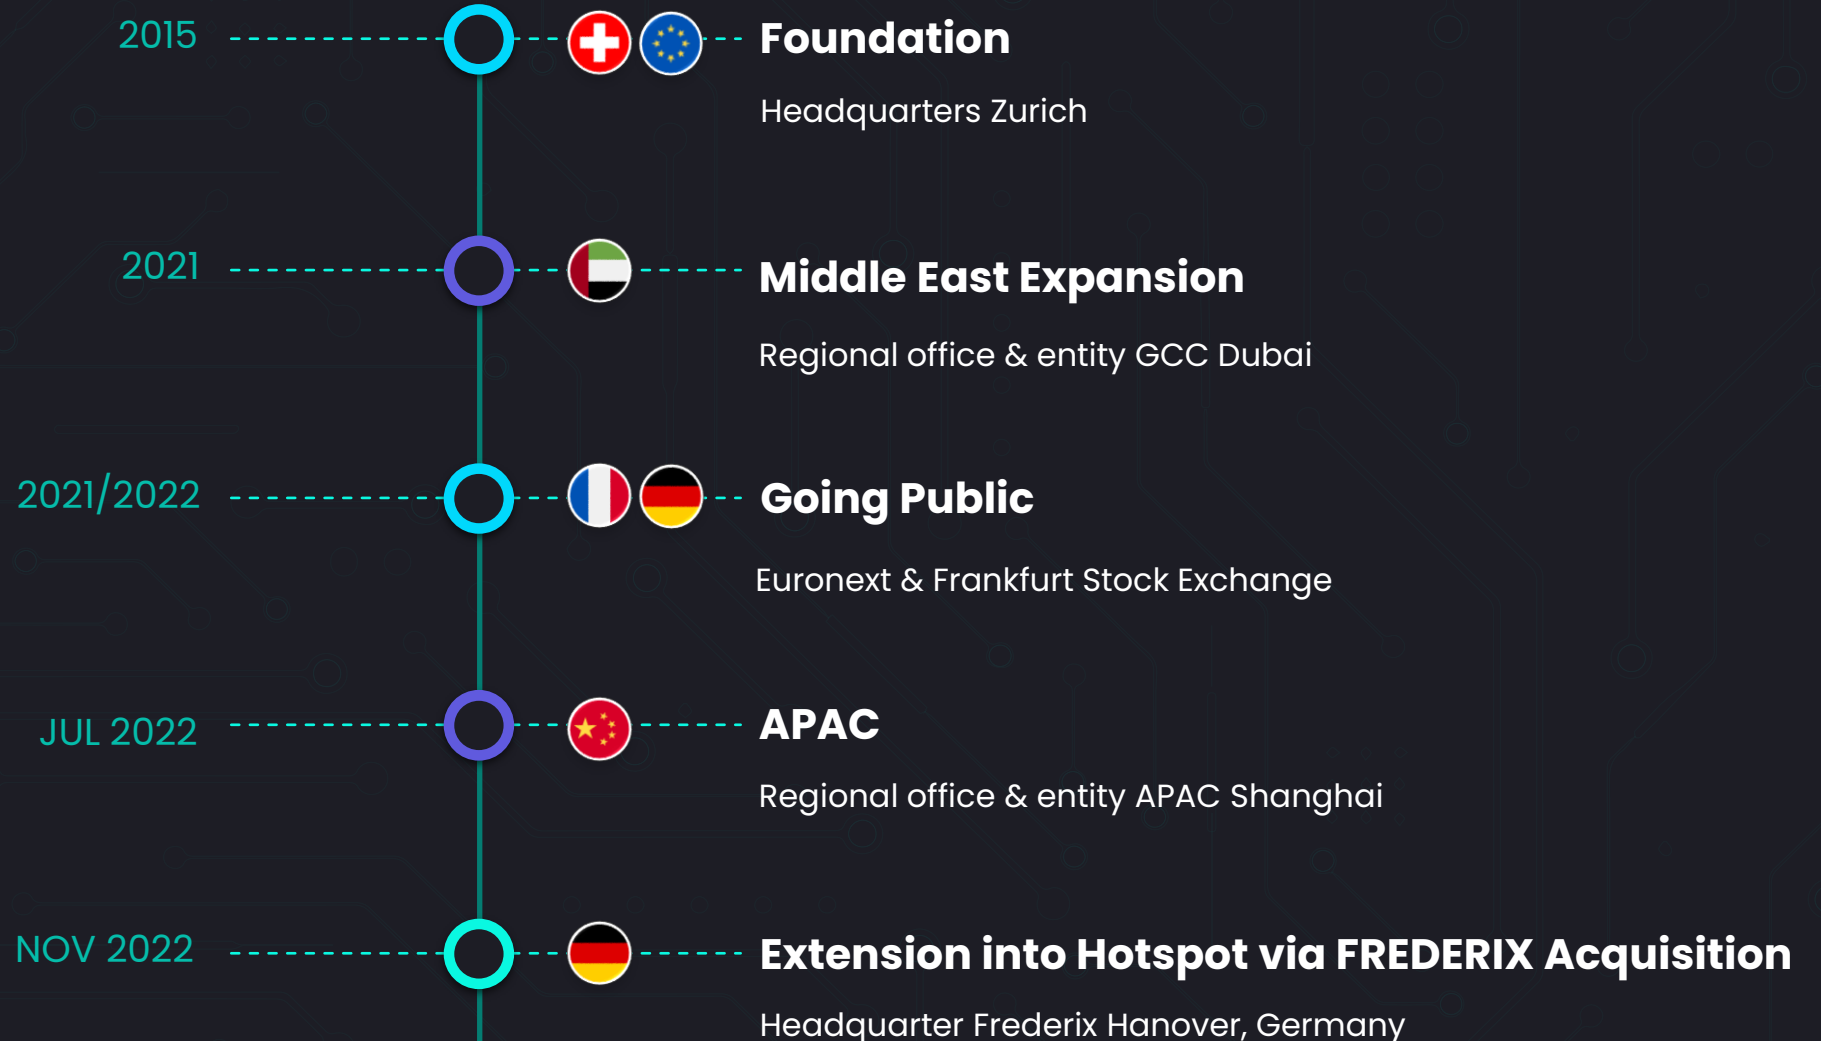 2015
Foundation
Headquarters Zurich
2021
Middle East Expansion
Regional office & entity GCC Dubai
2021/2022
Going Public
Euronext & Frankfurt Stock Exchange
JUL 2022
APAC
Regional office & entity APAC Shanghai
NOV 2022
Extension into Hotspot via FREDERIX Acquisition
Headquarter Frederix Hanover, Germany